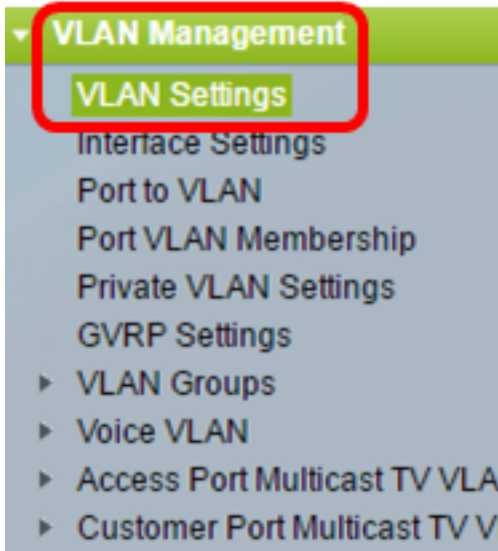 VLAN Management
VLAN Settings
Interface Settings
Port to VLAN
Port VLAN Membership
Private VLAN Settings
GVRP Settings
VLAN Groups
Voice VLAN
Access Port Multicast TV VLA
Customer Port Multicast TV V